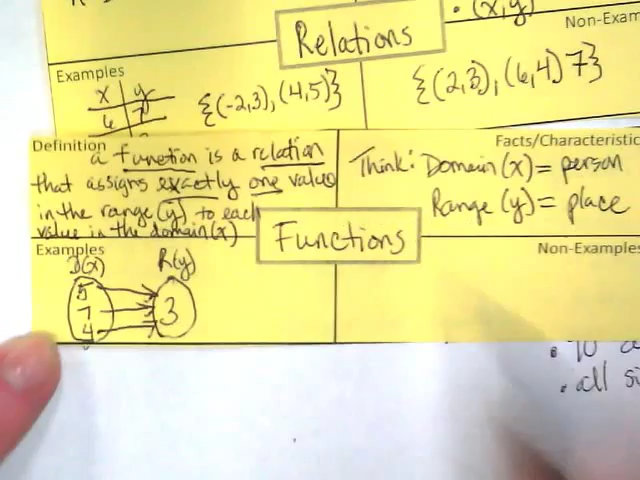 (x,y)
Relations
Non-Exam
Examples
x y
6 7
{(-2,3), (4,5)}
{(2,3), (6,4) 7}
Definition
a function is a relation
that assigns exactly one value
in the range (y) to each
value in the domain (x)
Facts/Characteristic
Think: Domain (x) = person
Range (y) = place
Functions
Examples
D(x) R(y)
5
7
4
3
Non-Examples
all si